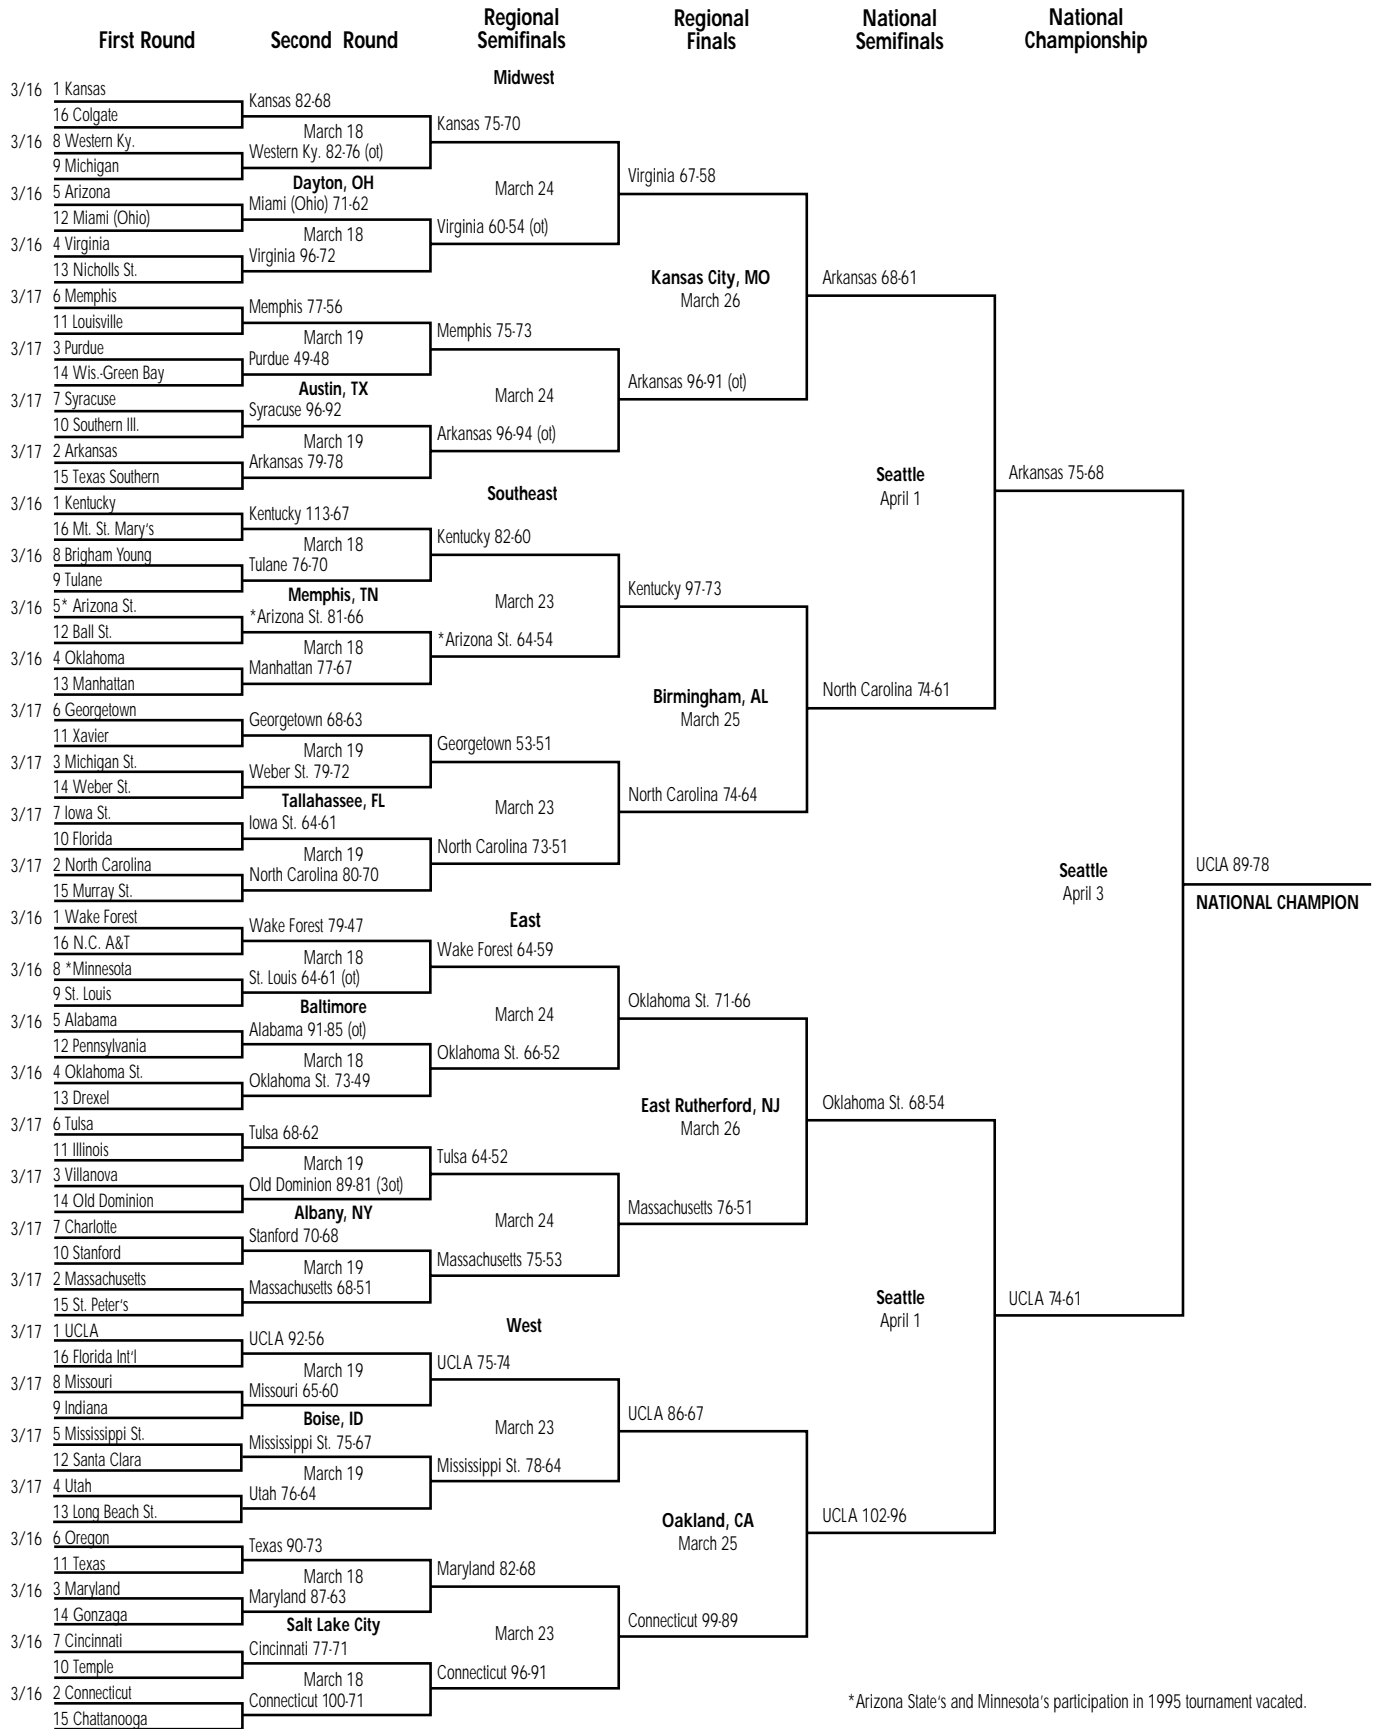 First Round
Second Round
Regional
Semifinals
Regional
Finals
National
Semifinals
National
Championship
Midwest
3/16 1 Kansas
16 Colgate
3/16 8 Western Ky.
9 Michigan
3/16 5 Arizona
12 Miami (Ohio)
3/16 4 Virginia
13 Nicholls St.
3/17 6 Memphis
11 Louisville
3/17 3 Purdue
14 Wis.-Green Bay
3/17 7 Syracuse
10 Southern Ill.
3/17 2 Arkansas
15 Texas Southern
Kansas 82-68
March 18
Western Ky. 82-76 (ot)
Dayton, OH
Miami (Ohio) 71-62
March 18
Virginia 96-72
Memphis 77-56
March 19
Purdue 49-48
Austin, TX
Syracuse 96-92
March 19
Arkansas 79-78
Kansas 75-70
March 24
Virginia 60-54 (ot)
Memphis 75-73
March 24
Arkansas 96-94 (ot)
Virginia 67-58
Kansas City, MO
March 26
Arkansas 96-91 (ot)
Arkansas 68-61
Southeast
3/16 1 Kentucky
16 Mt. St. Mary's
3/16 8 Brigham Young
9 Tulane
3/16 5* Arizona St.
12 Ball St.
3/16 4 Oklahoma
13 Manhattan
3/17 6 Georgetown
11 Xavier
3/17 3 Michigan St.
14 Weber St.
3/17 7 Iowa St.
10 Florida
3/17 2 North Carolina
15 Murray St.
Kentucky 113-67
March 18
Tulane 76-70
Memphis, TN
*Arizona St. 81-66
March 18
Manhattan 77-67
Georgetown 68-63
March 19
Weber St. 79-72
Tallahassee, FL
Iowa St. 64-61
March 19
North Carolina 80-70
Kentucky 82-60
March 23
*Arizona St. 64-54
Georgetown 53-51
March 23
North Carolina 73-51
Kentucky 97-73
Birmingham, AL
March 25
North Carolina 74-64
North Carolina 74-61
Seattle
April 1
Arkansas 75-68
East
3/16 1 Wake Forest
16 N.C. A&T
3/16 8 *Minnesota
9 St. Louis
3/16 5 Alabama
12 Pennsylvania
3/16 4 Oklahoma St.
13 Drexel
3/17 6 Tulsa
11 Illinois
3/17 3 Villanova
14 Old Dominion
3/17 7 Charlotte
10 Stanford
3/17 2 Massachusetts
15 St. Peter's
Wake Forest 79-47
March 18
St. Louis 64-61 (ot)
Baltimore
Alabama 91-85 (ot)
March 18
Oklahoma St. 73-49
Tulsa 68-62
March 19
Old Dominion 89-81 (3ot)
Albany, NY
Stanford 70-68
March 19
Massachusetts 68-51
Wake Forest 64-59
March 24
Oklahoma St. 66-52
Tulsa 64-52
March 24
Massachusetts 75-53
Oklahoma St. 71-66
East Rutherford, NJ
March 26
Massachusetts 76-51
Oklahoma St. 68-54
West
3/17 1 UCLA
16 Florida Int'l
3/17 8 Missouri
9 Indiana
3/17 5 Mississippi St.
12 Santa Clara
3/17 4 Utah
13 Long Beach St.
3/16 6 Oregon
11 Texas
3/16 3 Maryland
14 Gonzaga
3/16 7 Cincinnati
10 Temple
3/16 2 Connecticut
15 Chattanooga
UCLA 92-56
March 19
Missouri 65-60
Boise, ID
Mississippi St. 75-67
March 19
Utah 76-64
Texas 90-73
March 18
Maryland 87-63
Salt Lake City
Cincinnati 77-71
March 18
Connecticut 100-71
UCLA 75-74
March 23
Mississippi St. 78-64
Maryland 82-68
March 23
Connecticut 96-91
UCLA 86-67
Oakland, CA
March 25
Connecticut 99-89
UCLA 102-96
Seattle
April 1
UCLA 74-61
Seattle
April 3
UCLA 89-78
NATIONAL CHAMPION
*Arizona State's and Minnesota's participation in 1995 tournament vacated.